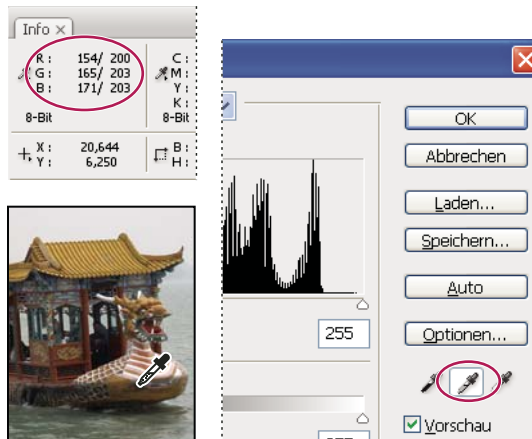 Info ×
R : 154/ 200 C :
G : 165/ 203 M :
B : 171/ 203 Y :
K :
8-Bit 8-Bit
X : 20,644 B :
Y : 6,250 H :
OK
Abbrechen
Laden...
Speichern...
Auto
255
Optionen...
Vorschau